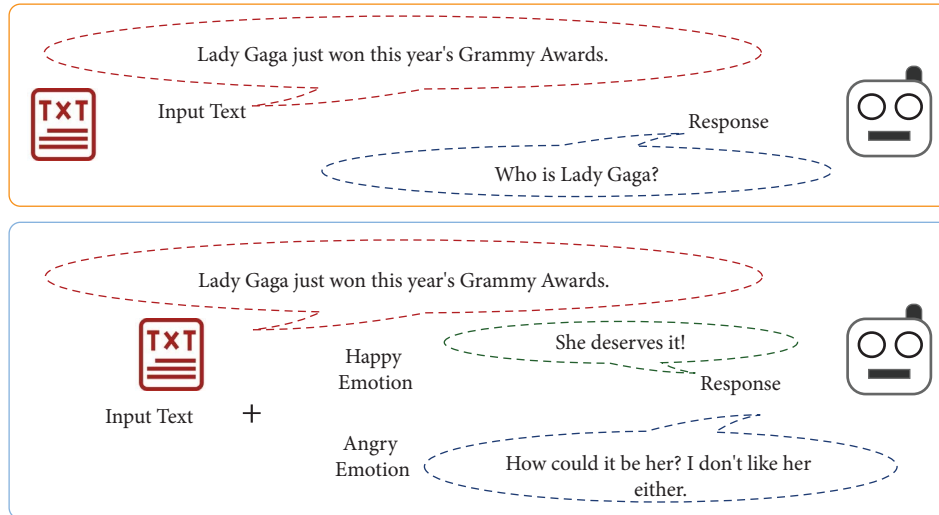 Lady Gaga just won this year's Grammy Awards.
TXT
Input Text
Response
Who is Lady Gaga?
Lady Gaga just won this year's Grammy Awards.
TXT
She deserves it!
Happy
Emotion
Response
Input Text
+
Angry
Emotion
How could it be her? I don't like her
either.